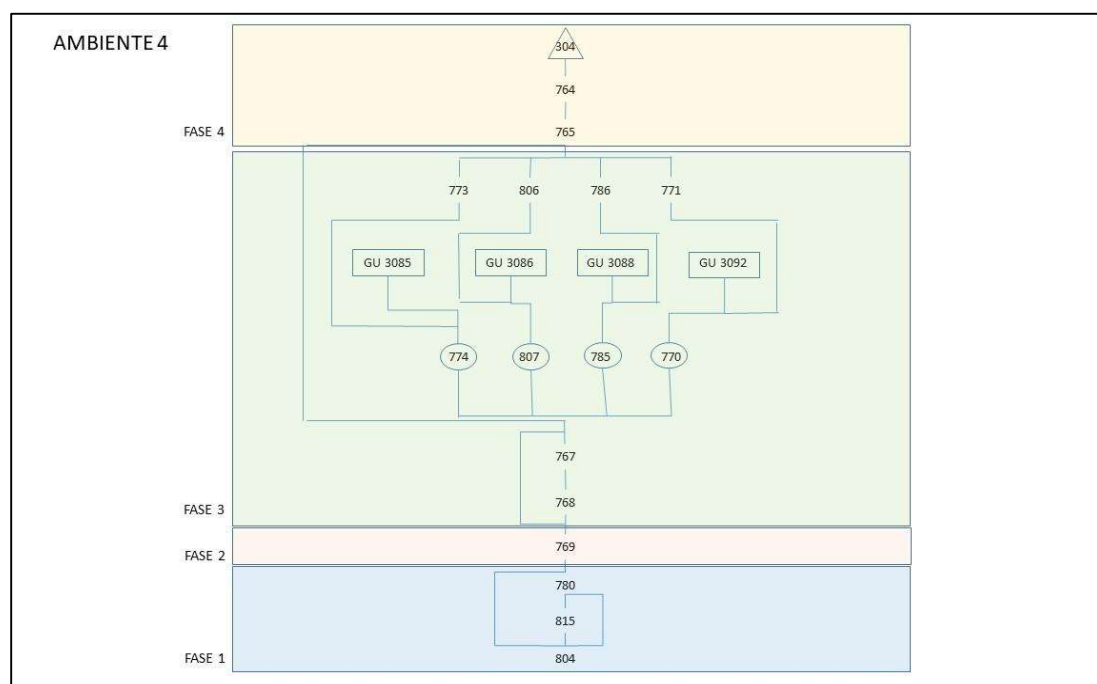 AMBIENTE 4
304
764
FASE 4 765
773 806 786 771
GU 3085 GU 3086 GU 3088 GU 3092
774 807 785 770
767
768
FASE 3
769
FASE 2
780
815
FASE 1 804